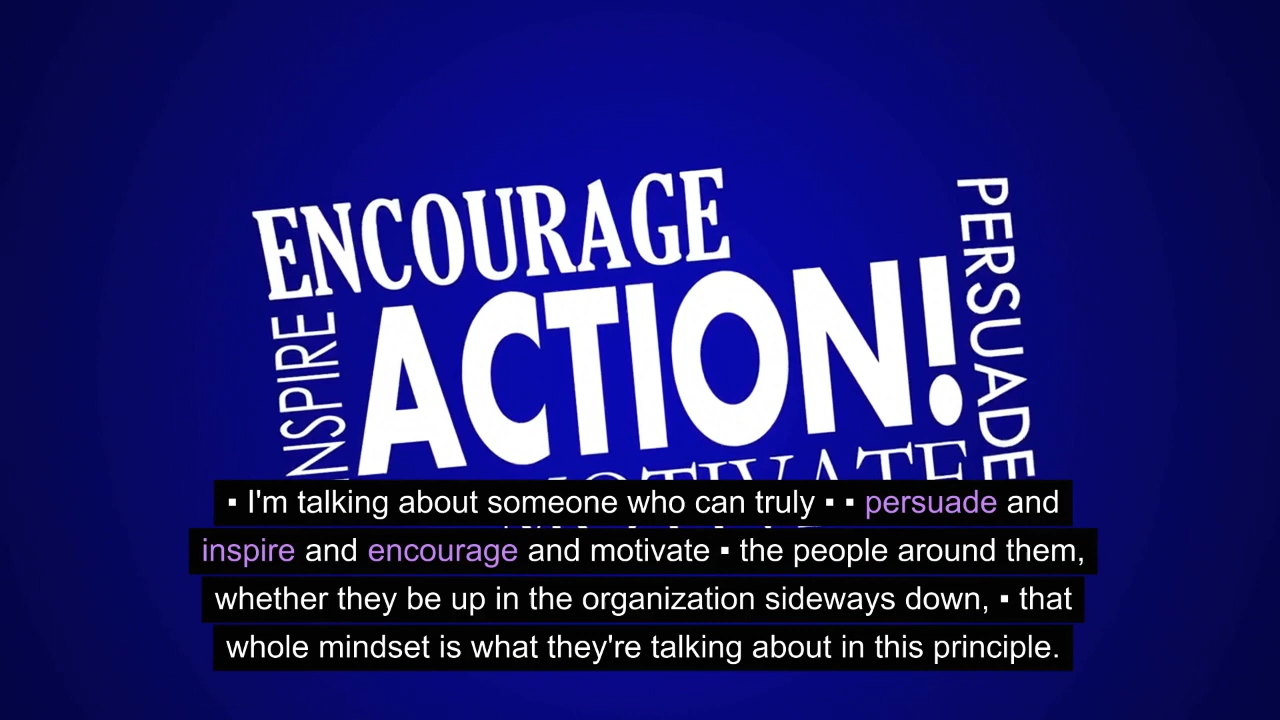 ENCOURAGE
PERSUADE
INSPIRE
ACTION!
MOTIVATE
▪ I'm talking about someone who can truly ▪ ▪ persuade and
inspire and encourage and motivate ▪ the people around them,
whether they be up in the organization sideways down, ▪ that
whole mindset is what they're talking about in this principle.